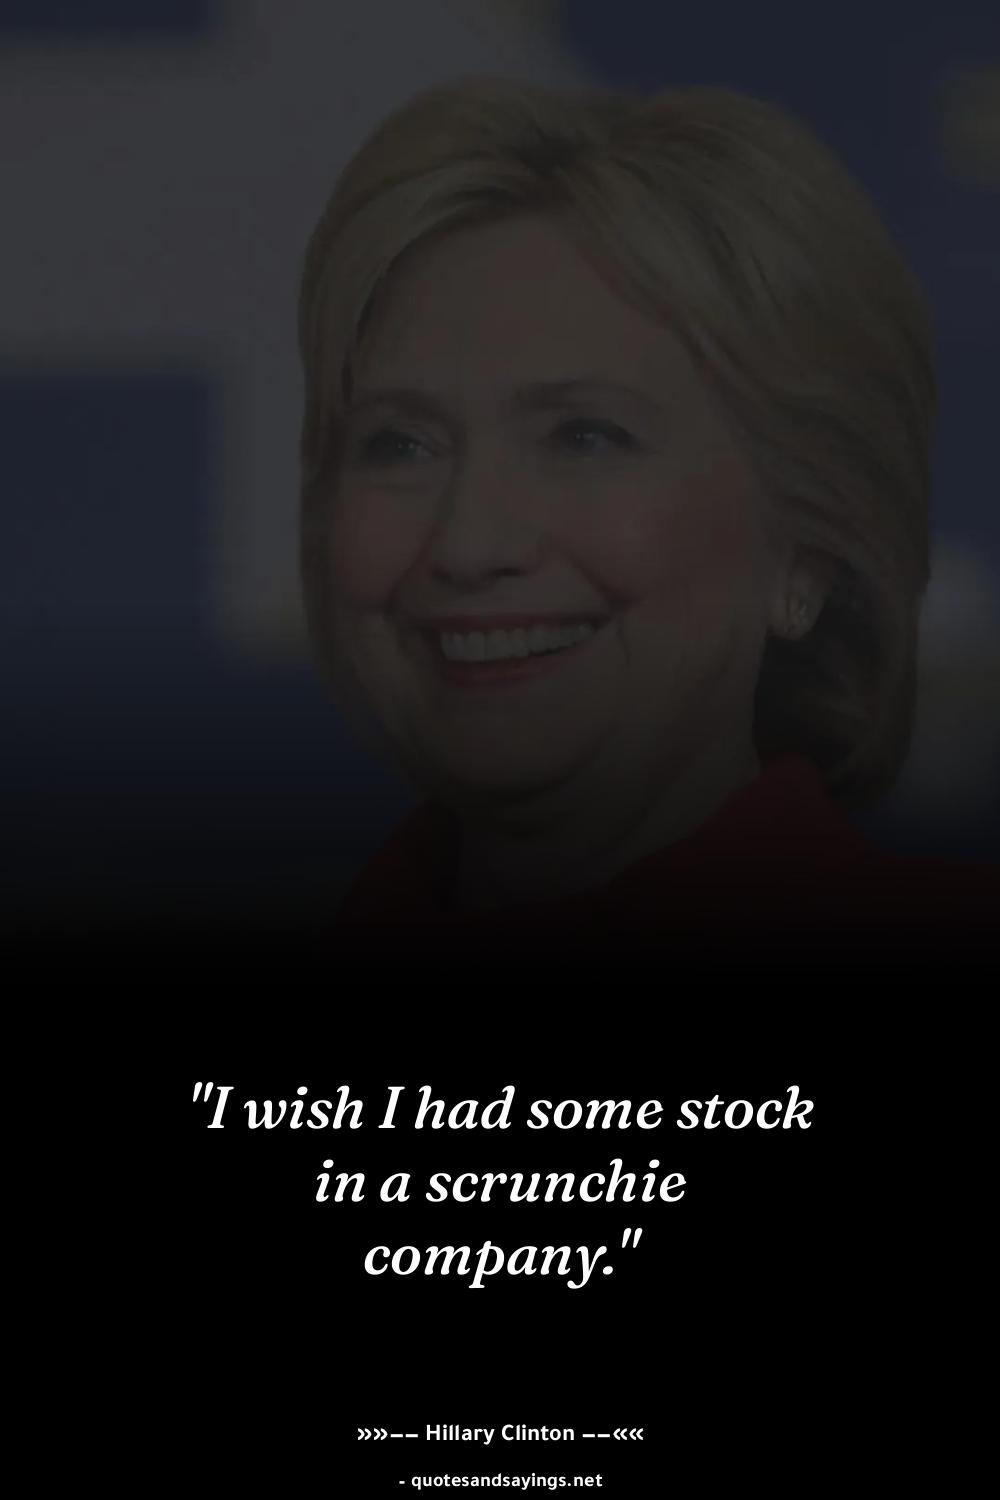 "I wish I had some stock
in a scrunchie
company."
»»−− Hillary Clinton −−««
- quotesandsayings.net